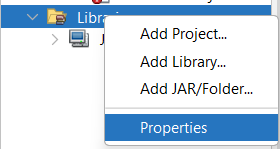 Add Project...
Add Library...
Add JAR/Folder...
Properties